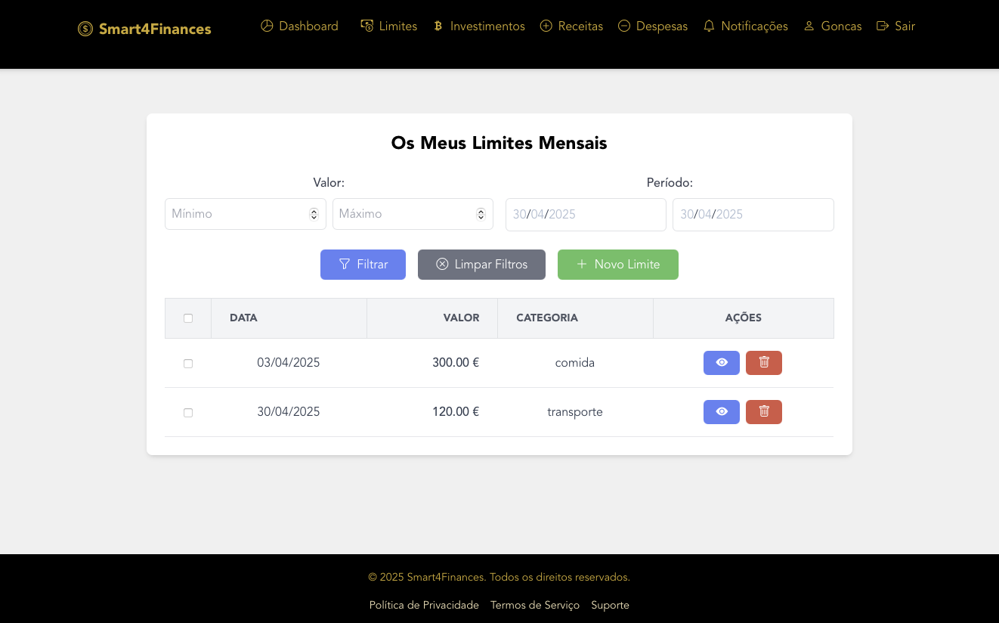 Smart4Finances Dashboard Limites Investimentos Receitas Despesas Notificações Goncas Sair
Os Meus Limites Mensais
Valor: Período:
Mínimo Máximo 30/04/2025 30/04/2025
Filtrar Limpar Filtros Novo Limite
DATA VALOR CATEGORIA AÇÕES
03/04/2025 300.00 € comida
30/04/2025 120.00 € transporte
© 2025 Smart4Finances. Todos os direitos reservados.
Política de Privacidade Termos de Serviço Suporte